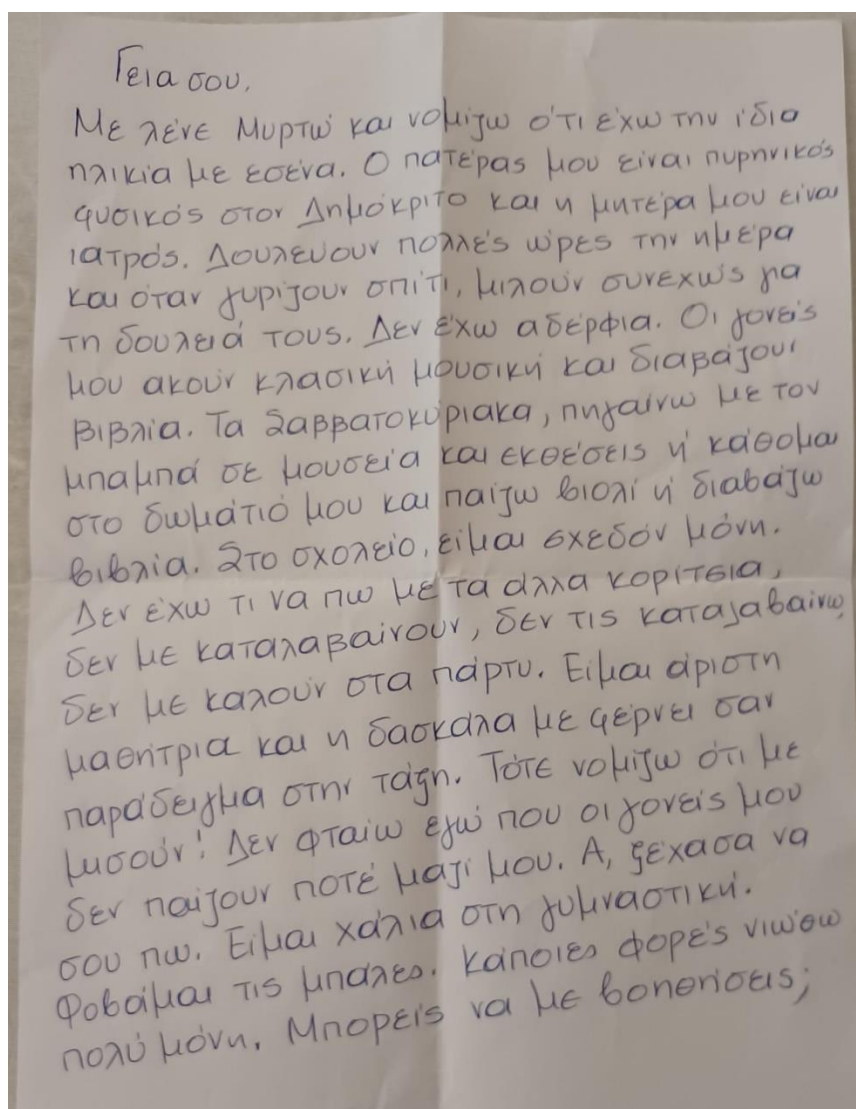 Γεια σου,
Με λένε Μυρτώ και νομίζω ότι έχω την ίδια
ηλικία με εσένα. Ο πατέρας μου είναι πυρηνικός
φυσικός στον Δημόκριτο και η μητέρα μου είναι
ιατρός. Δουλεύουν πολλές ώρες την ημέρα
και όταν γυρίζουν σπίτι, μιλούν συνεχώς για
τη δουλειά τους. Δεν έχω αδέρφια. Οι γονείς
μου ακούν κλασική μουσική και διαβάζουν
βιβλία. Τα Σαββατοκύριακα, πηγαίνω με τον
μπαμπά σε μουσεία και εκθέσεις ή κάθομαι
στο δωμάτιό μου και παίζω βιολί ή διαβάζω
βιβλία. Στο σχολείο, είμαι σχεδόν μόνη.
Δεν έχω τι να πω με τα άλλα κορίτσια,
δεν με καταλαβαίνουν, δεν τις καταλαβαίνω,
δεν με καλούν στα πάρτυ. Είμαι άριστη
μαθήτρια και η δασκάλα με φέρνει σαν
παράδειγμα στην τάξη. Τότε νομίζω ότι με
μισούν! Δεν φταίω εγώ που οι γονείς μου
δεν παίζουν ποτέ μαζί μου. Α, ξέχασα να
σου πω. Είμαι χάλια στη γυμναστική.
Φοβάμαι τις μπάλες. Κάποιες φορές νιώθω
πολύ μόνη. Μπορείς να με βοηθήσεις;